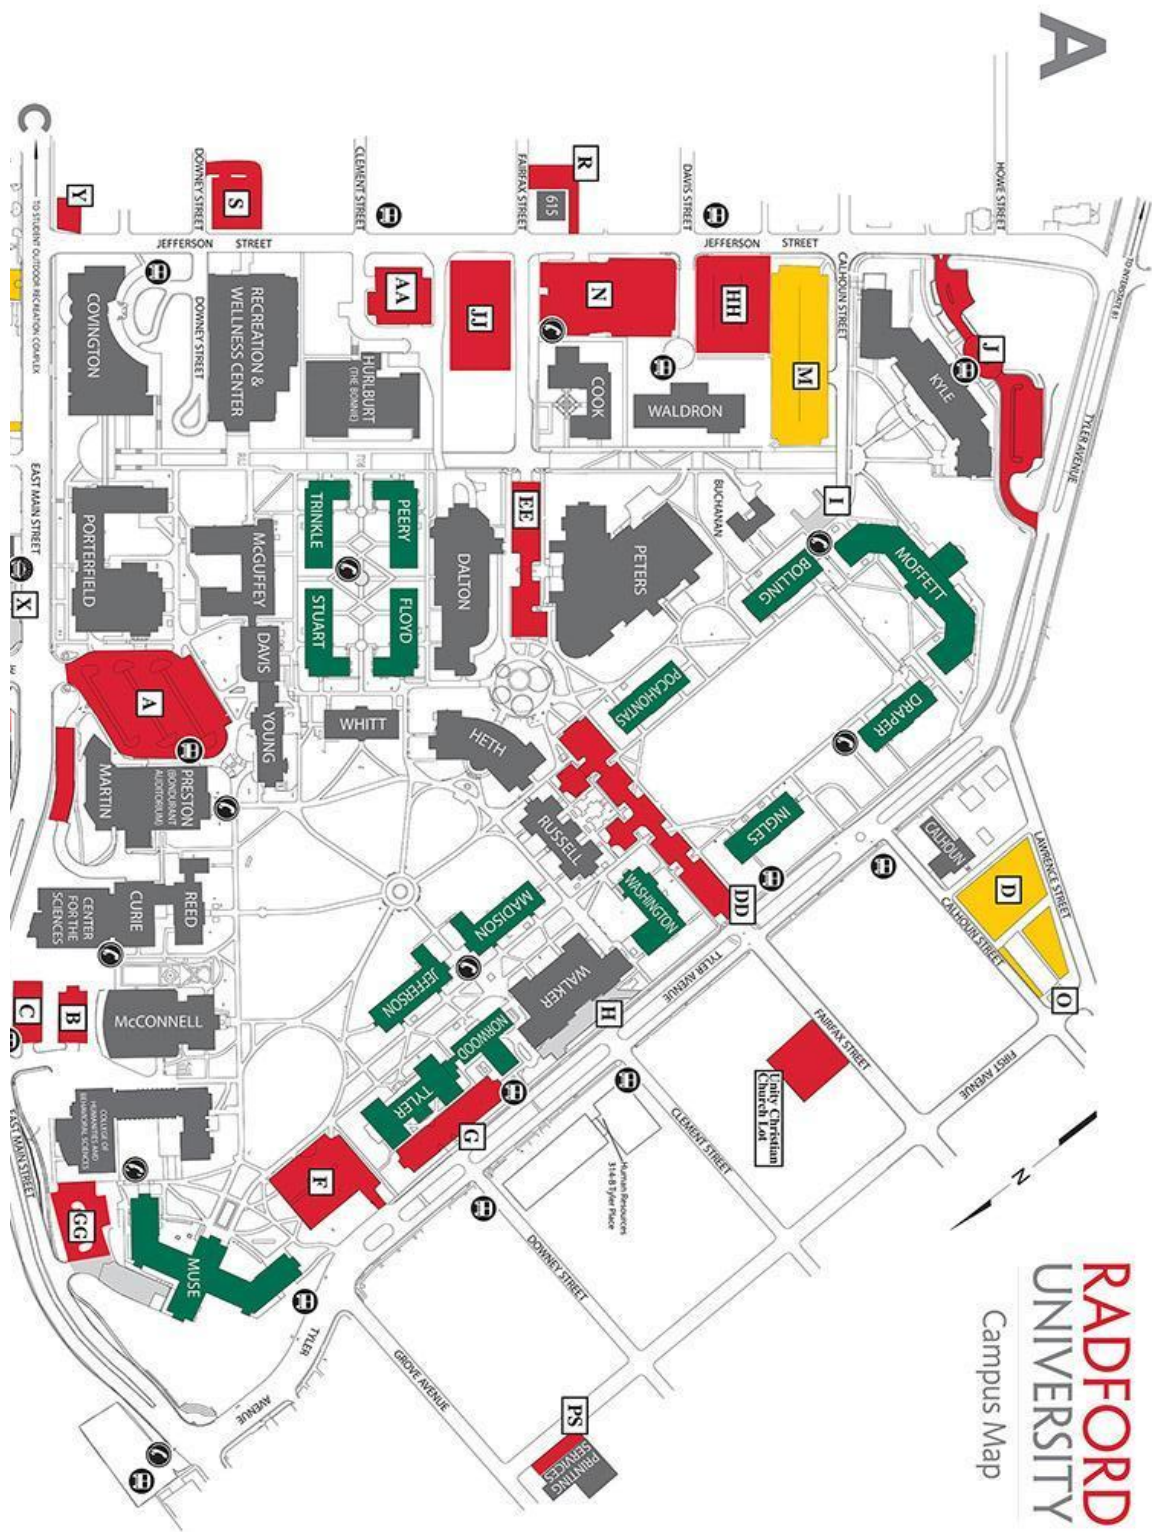 RADFORD
UNIVERSITY
Campus Map
A
C
TO STUDENT OUTDOOR RECREATION COMPLEX
TO INTERSTATE 81
N
HOWE STREET
CALHOUN STREET
JEFFERSON STREET
DAVIS STREET
JEFFERSON STREET
FAIRFAX STREET
CLEMENT STREET
DOWNEY STREET
DOWNEY STREET
TYLER AVENUE
EAST MAIN STREET
R
615
S
Y
J
KYLE
M
HH
N
JJ
AA
COOK
WALDRON
HURLBURT
(THE BONNIE)
RECREATION &
WELLNESS CENTER
COVINGTON
I
MOFFETT
BOLLING
BUCHANAN
PETERS
EE
DALTON
PEERY
TRINKLE
FLOYD
STUART
McGUFFEY
PORTERFIELD
X
DAVIS
YOUNG
WHITT
HETH
POCAHONTAS
DRAPER
INGLES
A
MARTIN
PRESTON
(BONDURANT
AUDITORIUM)
RUSSELL
WASHINGTON
DD
CALHOUN
D
LAWRENCE STREET
CALHOUN STREET
O
FIRST AVENUE
FAIRFAX STREET
TYLER AVENUE
Unity Christian
Church Lot
CLEMENT STREET
MADISON
JEFFERSON
WALKER
H
NORWOOD
TYLER
G
F
REED
CURIE
CENTER
FOR THE
SCIENCES
McCONNELL
B
C
COLLEGE OF
HUMANITIES AND
BEHAVIORAL SCIENCES
EAST MAIN STREET
GG
MUSE
Human Resources
314-B Tyler Place
DOWNEY STREET
GROVE AVENUE
TYLER AVENUE
PS
PRINTING
SERVICES